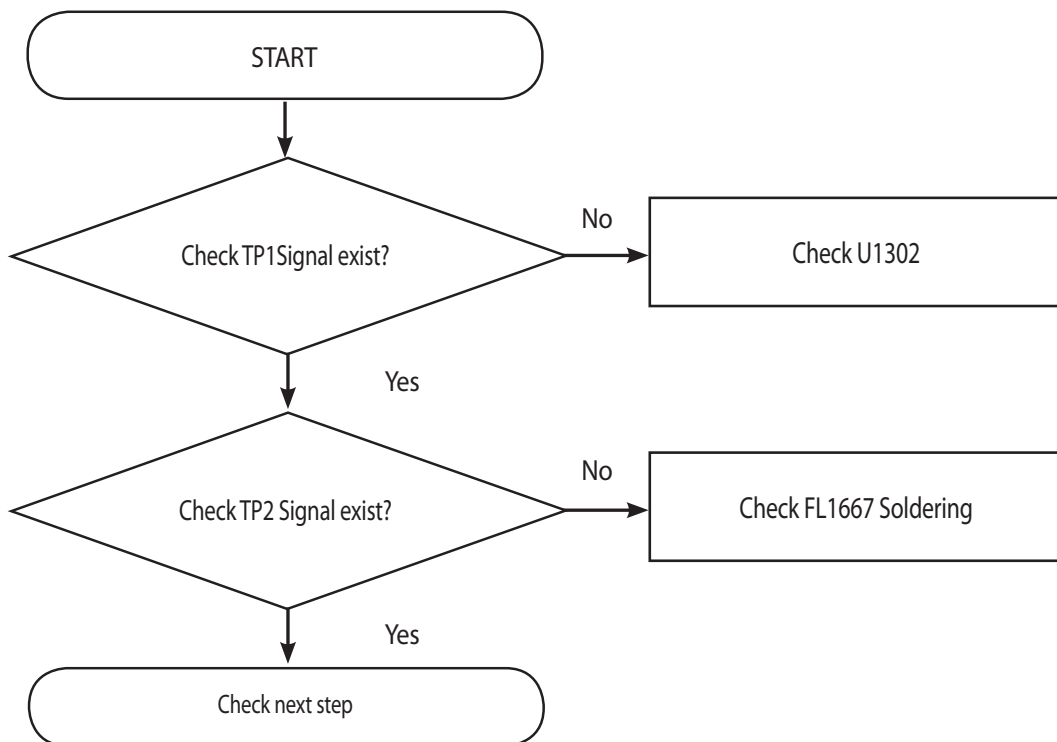 START
Check TP1Signal exist?
No
Check U1302
Yes
Check TP2 Signal exist?
No
Check FL1667 Soldering
Yes
Check next step